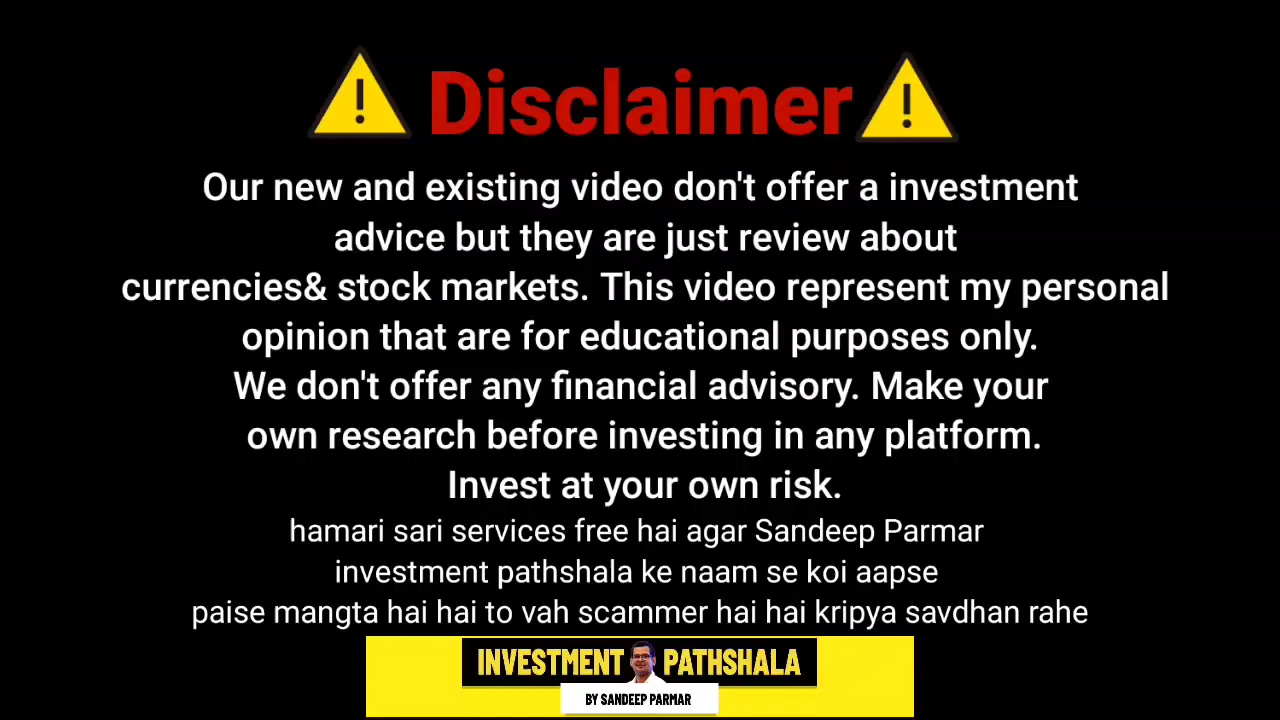 Disclaimer
Our new and existing video don't offer a investment
advice but they are just review about
currencies& stock markets. This video represent my personal
opinion that are for educational purposes only.
We don't offer any financial advisory. Make your
own research before investing in any platform.
Invest at your own risk.
hamari sari services free hai agar Sandeep Parmar
investment pathshala ke naam se koi aapse
paise mangta hai hai to vah scammer hai hai kripya savdhan rahe
INVESTMENT PATHSHALA
BY SANDEEP PARMAR